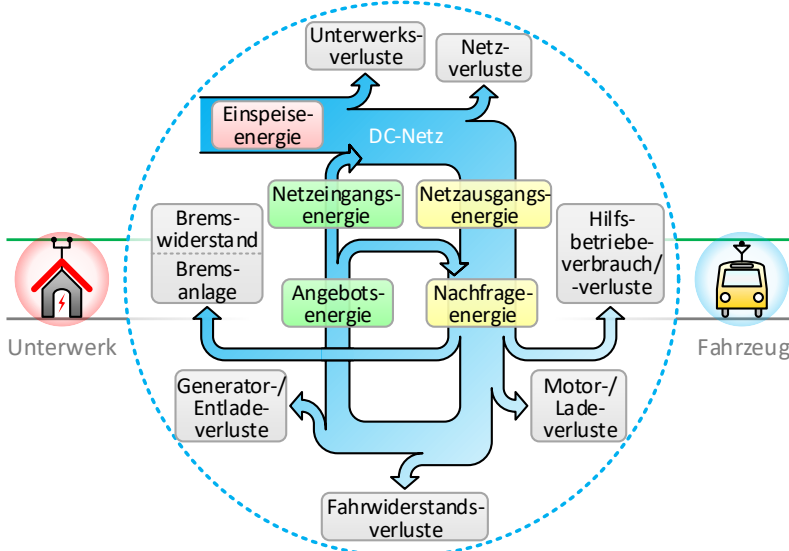 Unterwerks-
verluste
Netz-
verluste
Einspeise-
energie
DC-Netz
Netzeingangs-
energie
Netzausgangs-
energie
Brems-
widerstand
Brems-
anlage
Hilfs-
betriebe-
verbrauch/
-verluste
Angebots-
energie
Nachfrage-
energie
Unterwerk
Fahrzeug
Generator-/
Entlade-
verluste
Motor-/
Lade-
verluste
Fahrwiderstands-
verluste